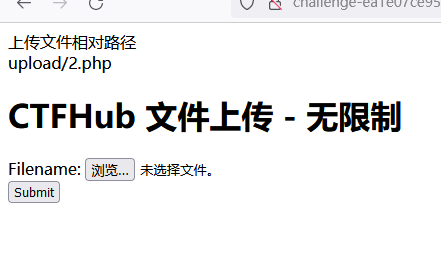 challenge-ea1e07ce95
上传文件相对路径
upload/2.php
CTFHub 文件上传 - 无限制
Filename: 浏览... 未选择文件。
Submit